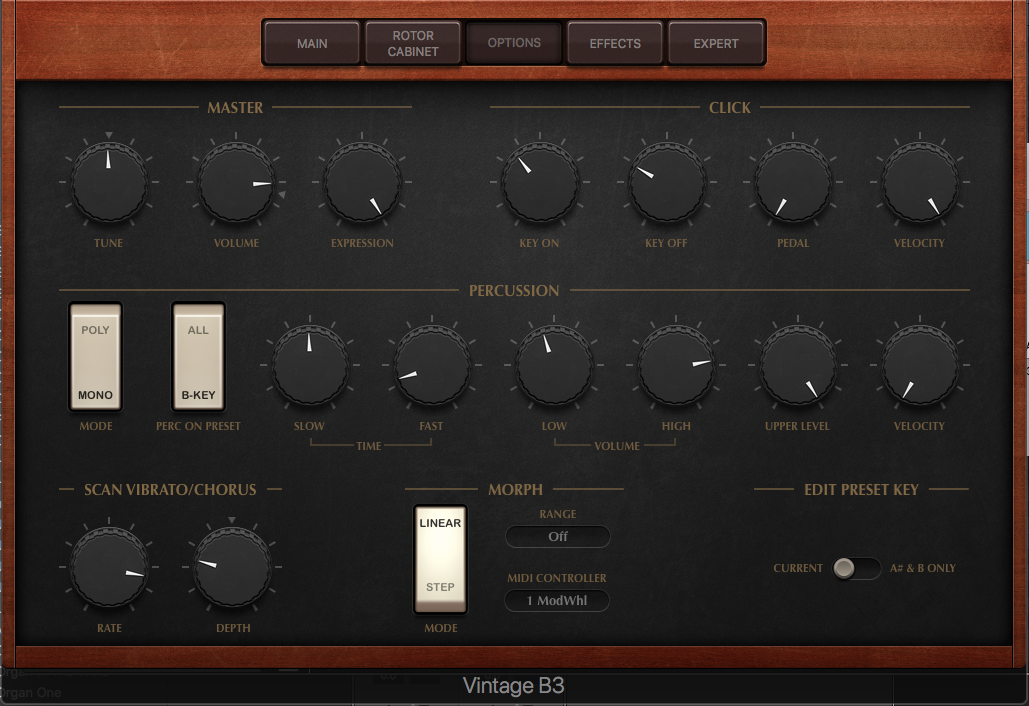 MAIN
ROTOR
CABINET
OPTIONS
EFFECTS
EXPERT
MASTER
CLICK
TUNE
VOLUME
EXPRESSION
KEY ON
KEY OFF
PEDAL
VELOCITY
PERCUSSION
POLY
MONO
MODE
ALL
B-KEY
PERC ON PRESET
SLOW
FAST
TIME
LOW
HIGH
VOLUME
UPPER LEVEL
VELOCITY
SCAN VIBRATO/CHORUS
RATE
DEPTH
MORPH
LINEAR
STEP
MODE
RANGE
Off
MIDI CONTROLLER
1 ModWhl
EDIT PRESET KEY
CURRENT
A# & B ONLY
Organ One
Vintage B3